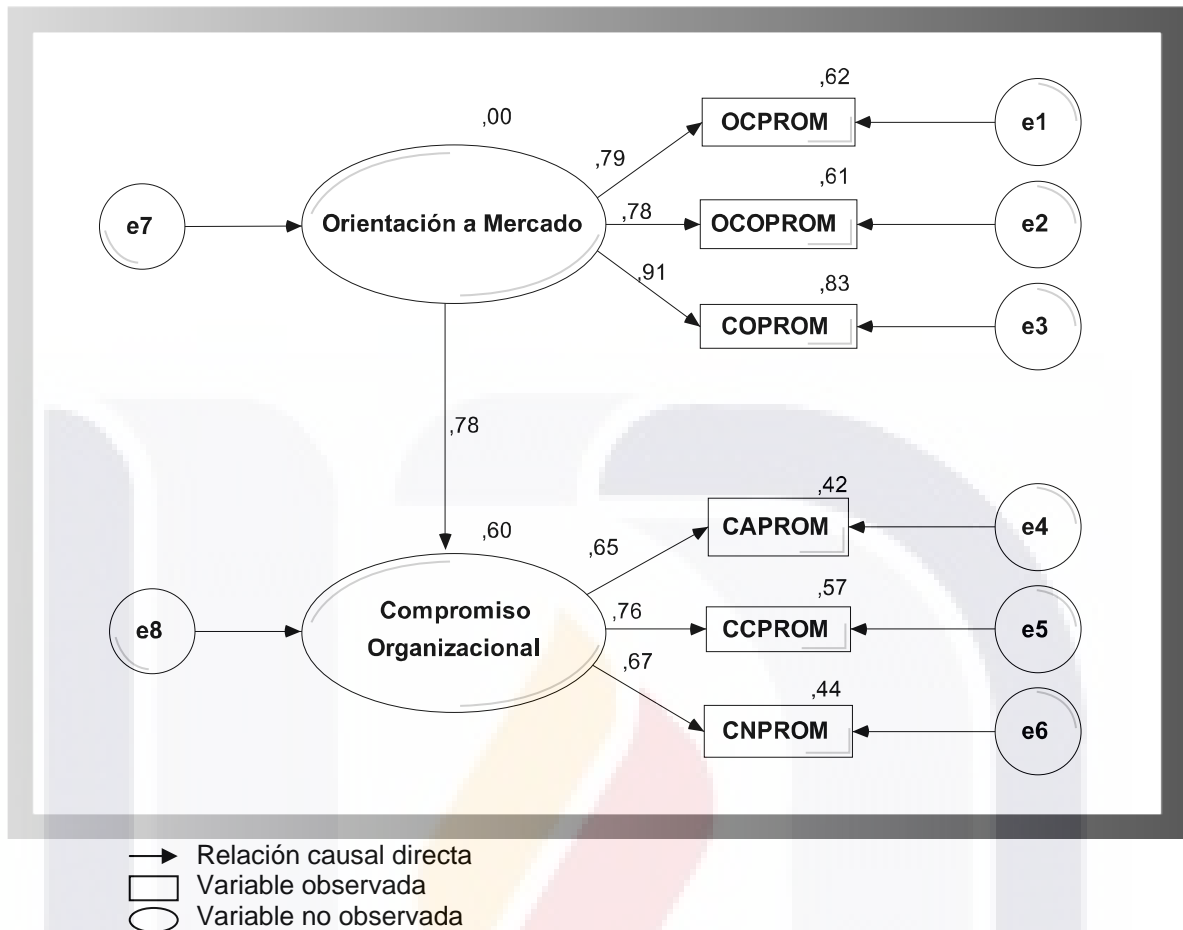 ,62
,00
OCPROM
e1
,79
,61
e7
Orientación a Mercado
,78
OCOPROM
e2
,91
,83
COPROM
e3
,78
,42
,60
,65
CAPROM
e4
,57
e8
Compromiso
Organizacional
,76
CCPROM
e5
,67
,44
CNPROM
e6
Relación causal directa
Variable observada
Variable no observada